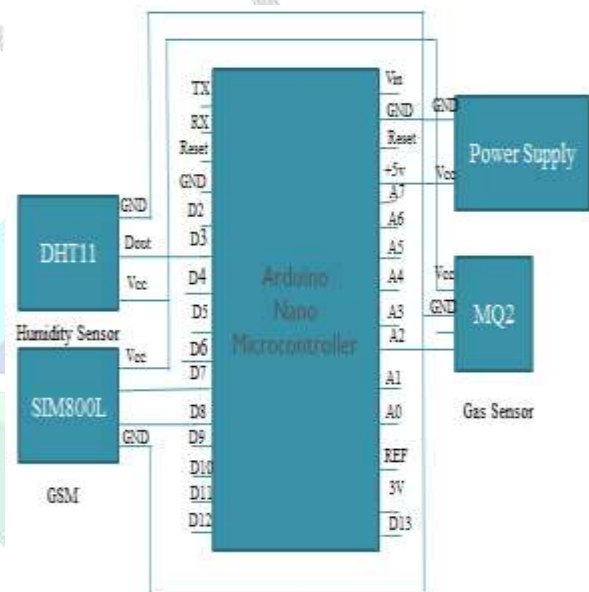 TX
RX
Reset
GND
D2
D3
D4
D5
D6
D7
D8
D9
D10
D11
D12
Vin
GND
Reset
+5v
A7
A6
A5
A4
A3
A2
A1
A0
REF
3V
D13
Arduino
Nano
Microcontroller
GND
Dout
Vcc
DHT11
Humidity Sensor
Vcc
SIM800L
GND
GSM
GND
Power Supply
Vcc
Vcc
GND
MQ2
Gas Sensor